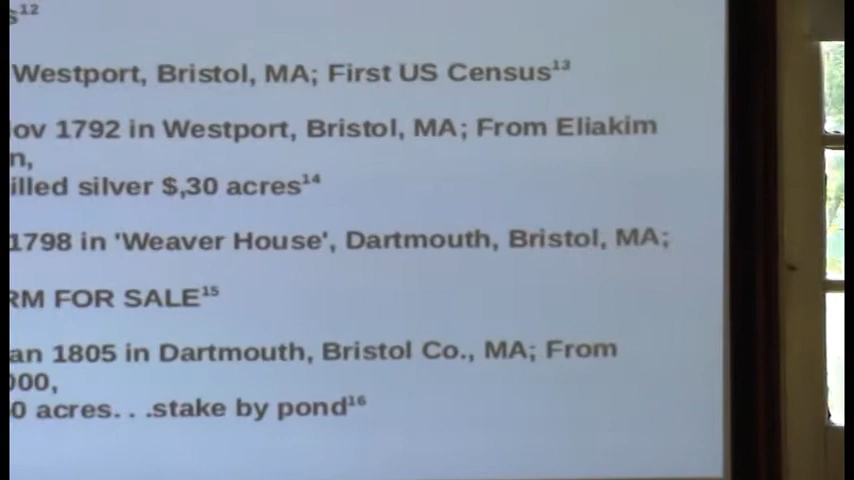 s¹²
Westport, Bristol, MA; First US Census¹³
ov 1792 in Westport, Bristol, MA; From Eliakim
n,
illed silver $,30 acres¹⁴
1798 in 'Weaver House', Dartmouth, Bristol, MA;
RM FOR SALE¹⁵
an 1805 in Dartmouth, Bristol Co., MA; From
000,
0 acres. . .stake by pond¹⁶